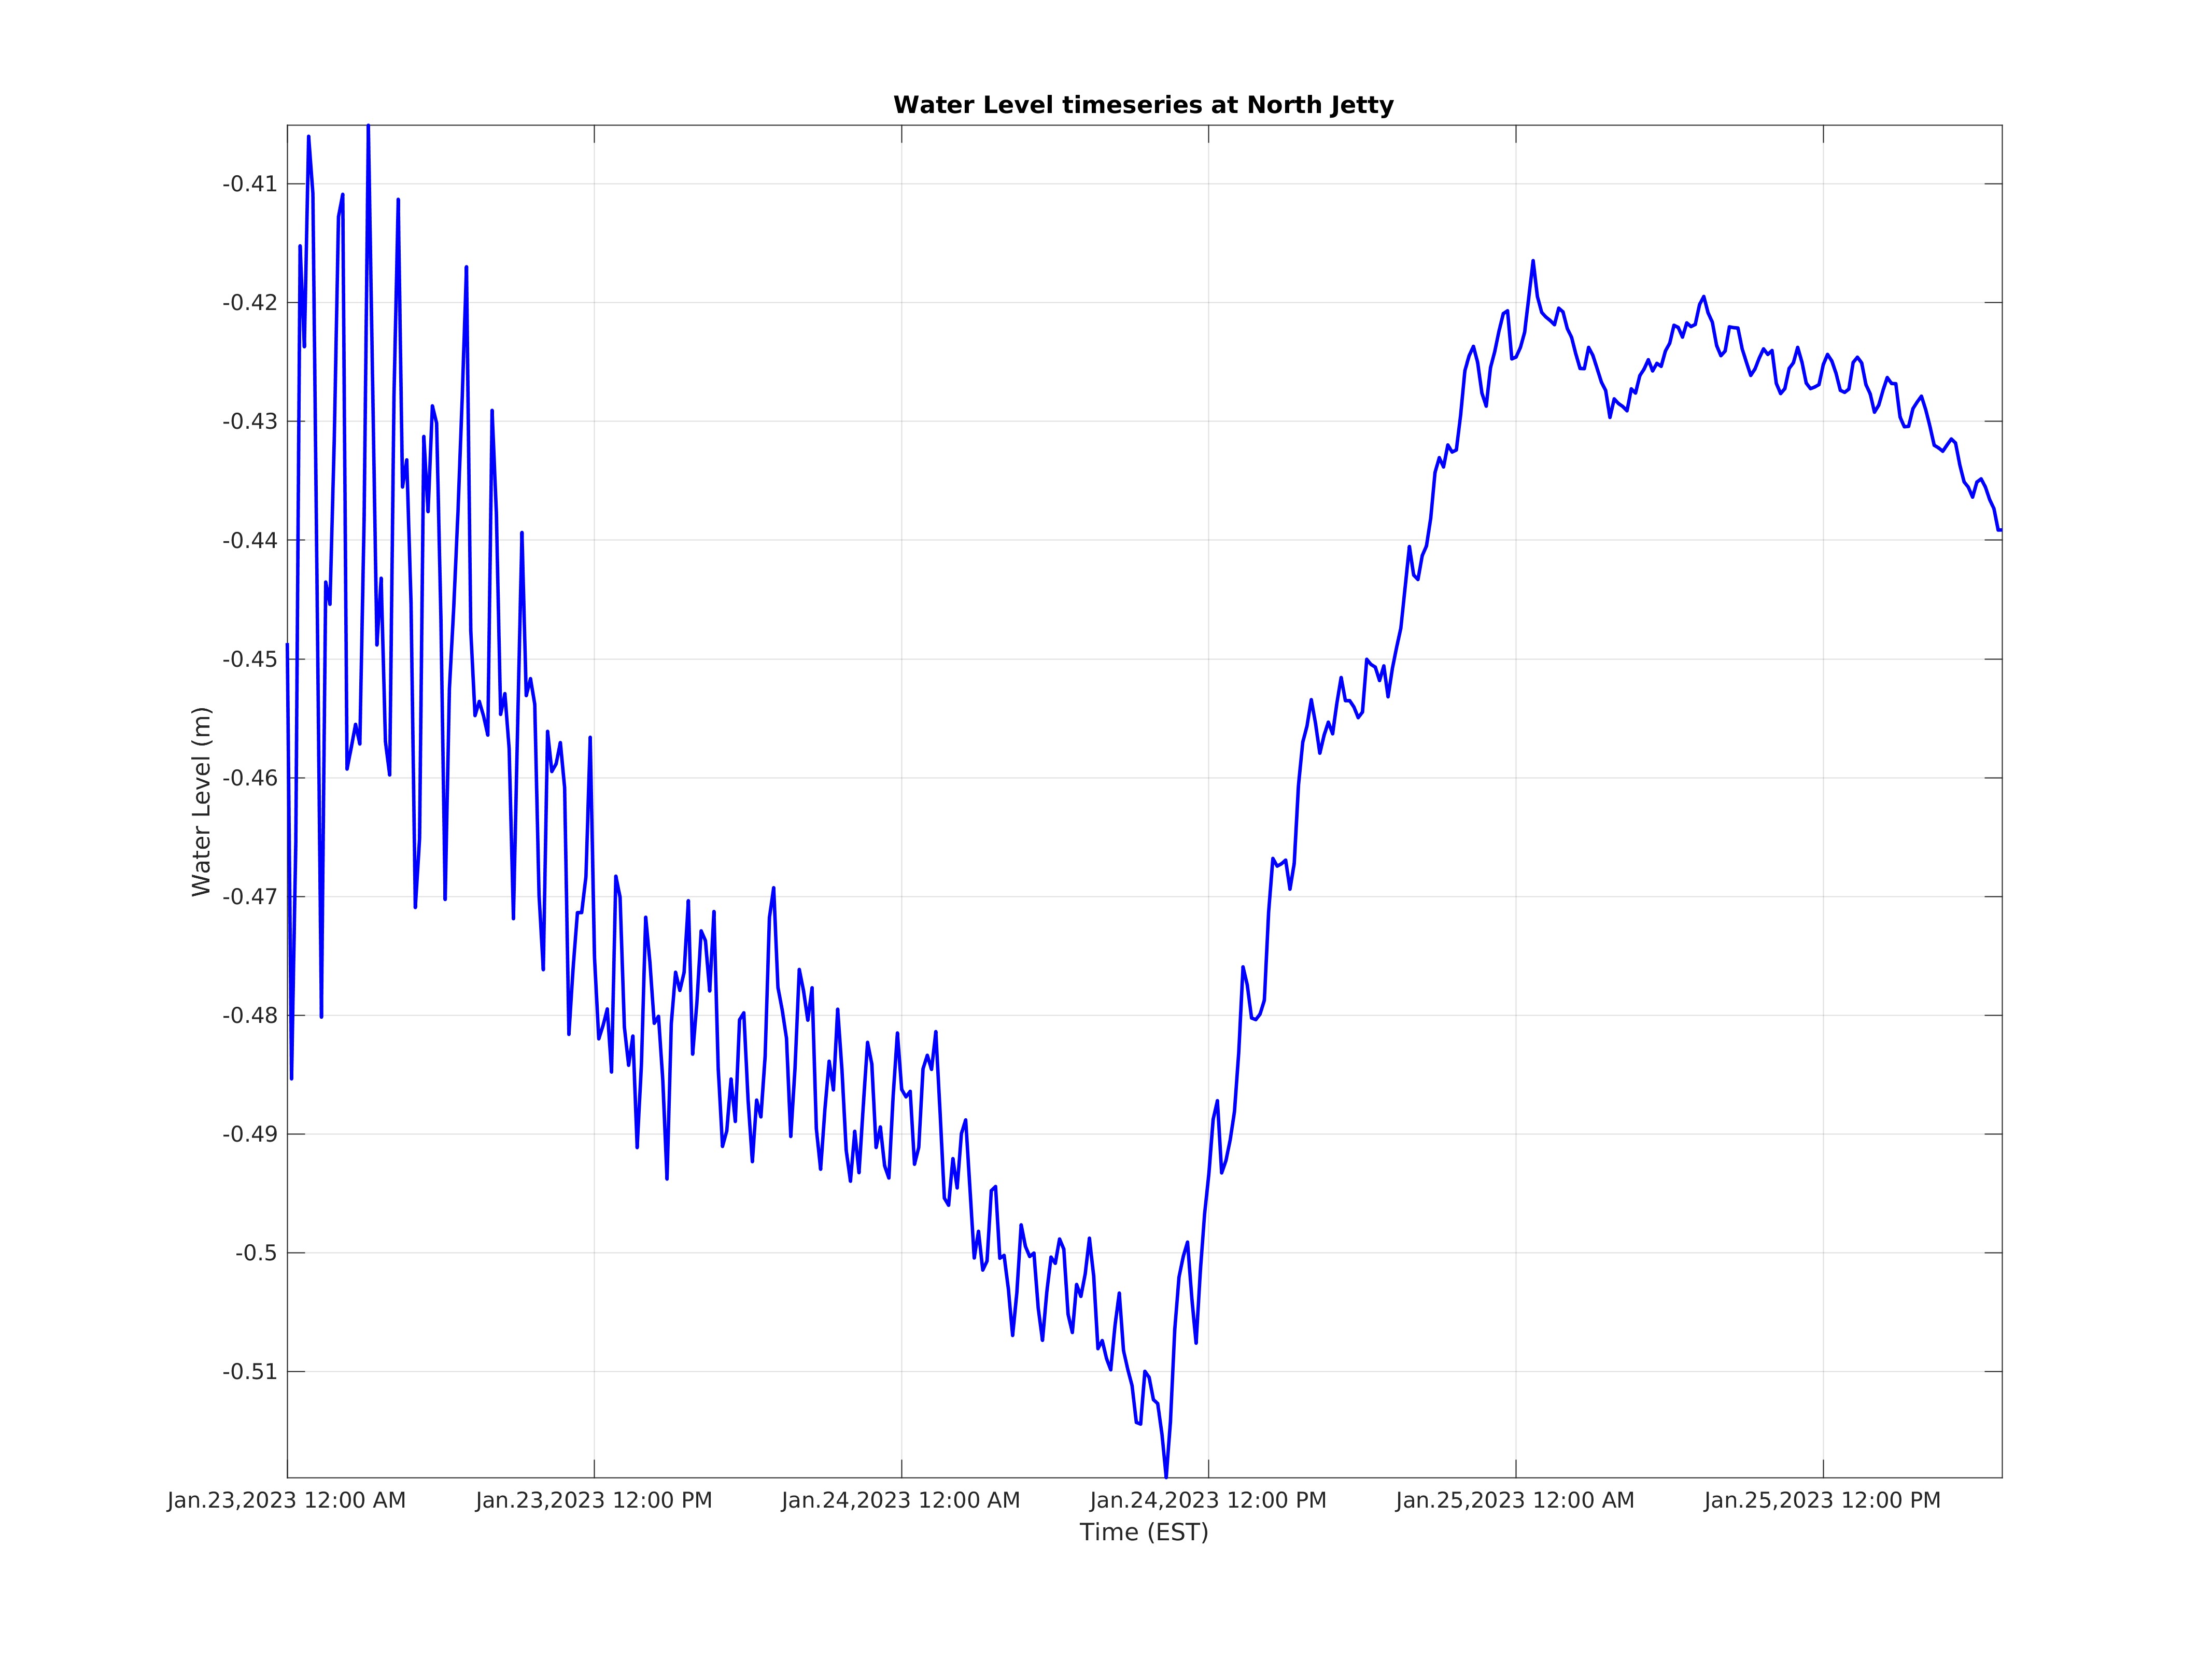 Water Level timeseries at North Jetty
-0.41
-0.42
-0.43
-0.44
-0.45
-0.46
-0.47
-0.48
-0.49
-0.5
-0.51
Water Level (m)
Jan.23,2023 12:00 AM
Jan.23,2023 12:00 PM
Jan.24,2023 12:00 AM
Jan.24,2023 12:00 PM
Jan.25,2023 12:00 AM
Jan.25,2023 12:00 PM
Time (EST)